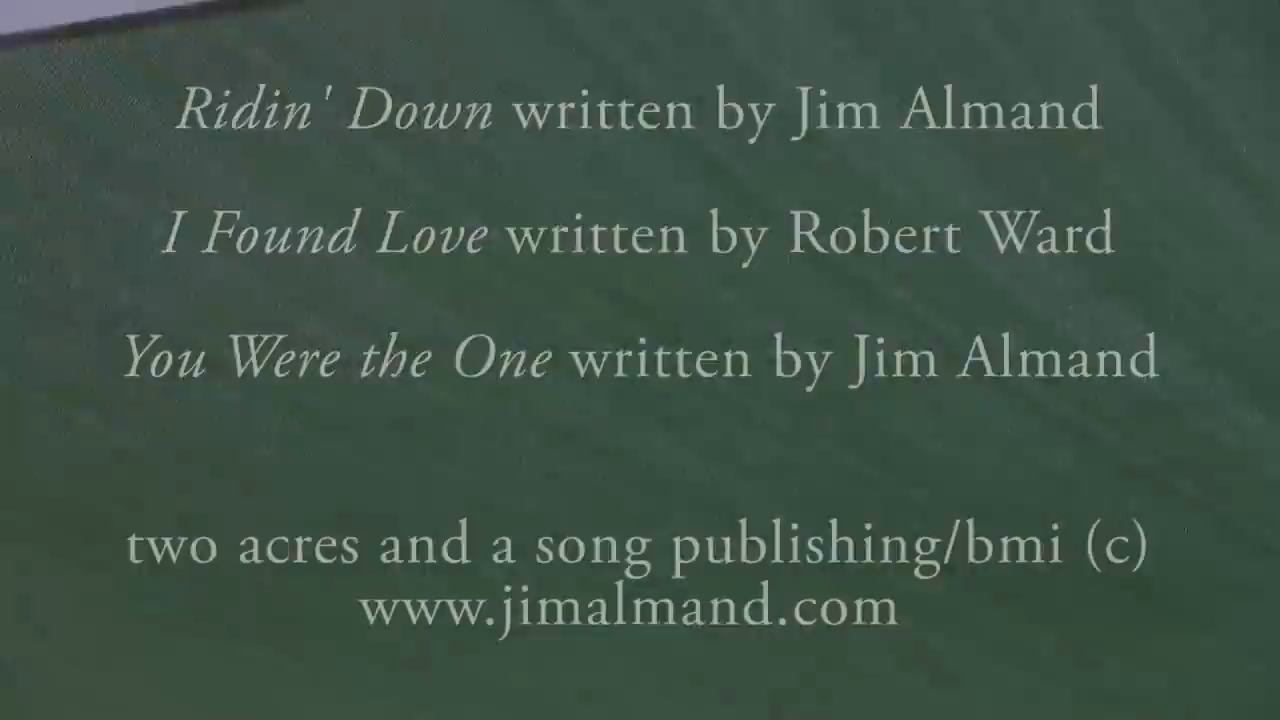 Ridin' Down written by Jim Almand
I Found Love written by Robert Ward
You Were the One written by Jim Almand
two acres and a song publishing/bmi (c)
www.jimalmand.com